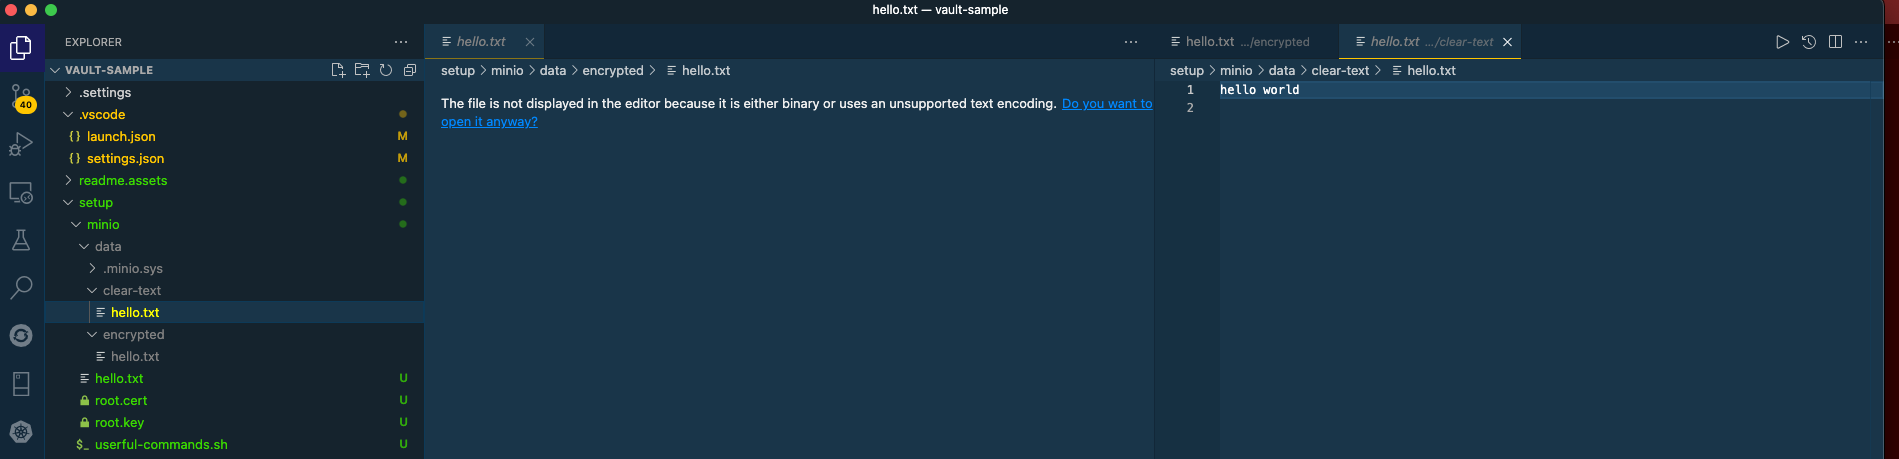 hello.txt — vault-sample
EXPLORER
VAULT-SAMPLE
.settings
.vscode
{} launch.json M
{} settings.json M
readme.assets
setup
minio
data
.minio.sys
clear-text
hello.txt
encrypted
hello.txt
hello.txt U
root.cert U
root.key U
$_ userful-commands.sh U
40
hello.txt
setup > minio > data > encrypted > hello.txt
The file is not displayed in the editor because it is either binary or uses an unsupported text encoding. Do you want to
open it anyway?
hello.txt .../encrypted
hello.txt .../clear-text
setup > minio > data > clear-text > hello.txt
1 hello world
2